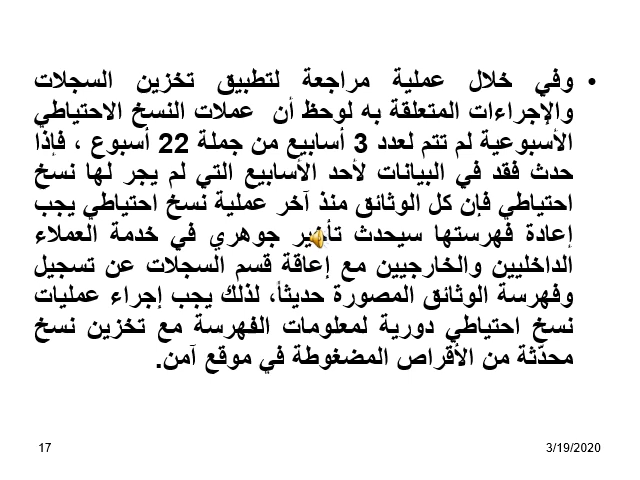 • وفي خلال عملية مراجعة لتطبيق تخزين السجلات
والإجراءات المتعلقة به لوحظ أن عملات النسخ الاحتياطي
الأسبوعية لم تتم لعدد 3 أسابيع من جملة 22 أسبوع ، فإذا
حدث فقد في البيانات لأحد الأسابيع التي لم يجر لها نسخ
احتياطي فإن كل الوثائق منذ آخر عملية نسخ احتياطي يجب
إعادة فهرستها سيحدث تأخير جوهري في خدمة العملاء
الداخليين والخارجيين مع إعاقة قسم السجلات عن تسجيل
وفهرسة الوثائق المصورة حديثاً، لذلك يجب إجراء عمليات
نسخ احتياطي دورية لمعلومات الفهرسة مع تخزين نسخ
محدّثة من الأقراص المضغوطة في موقع آمن.
17
3/19/2020